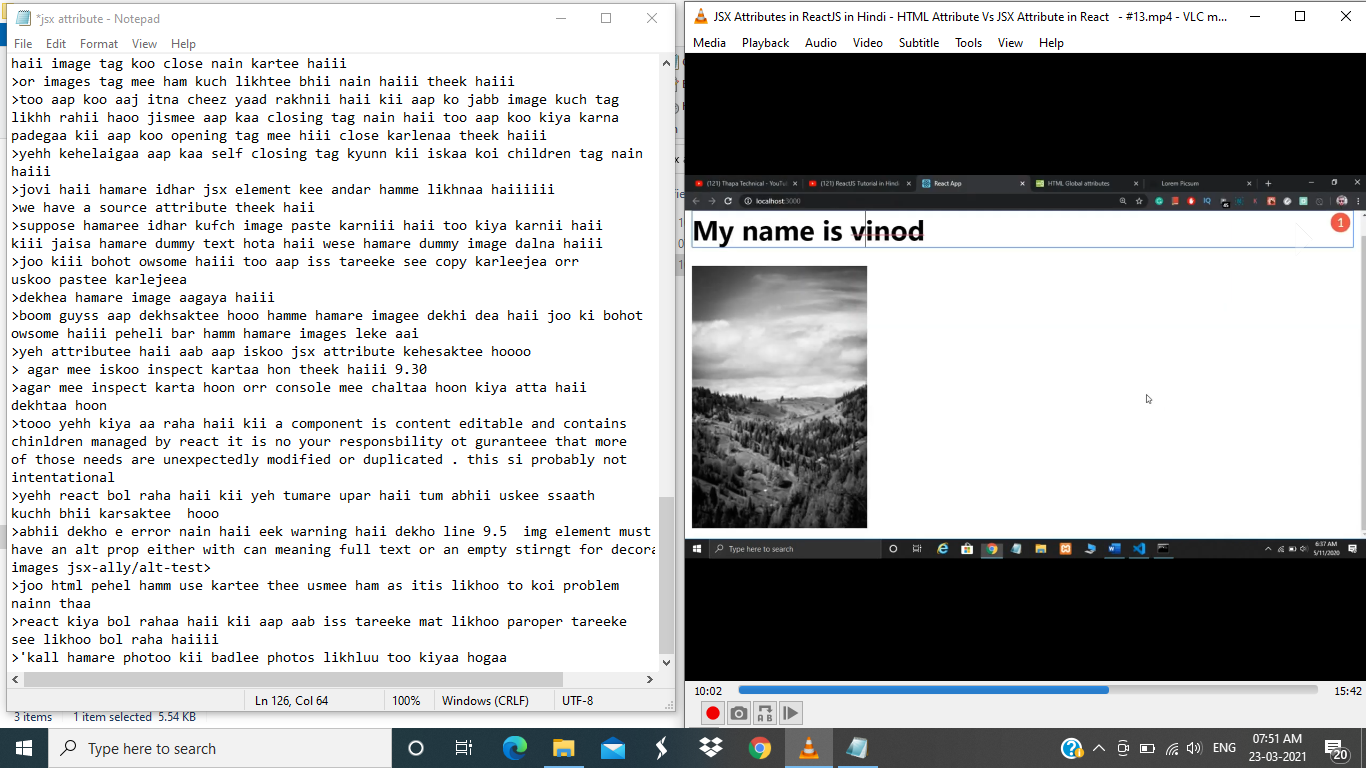 *jsx attribute - Notepad
File Edit Format View Help
haii image tag koo close nain kartee haiii
>or images tag mee ham kuch likhtee bhii nain haiii theek haiii
>too aap koo aaj itna cheez yaad rakhnii haii kii aap ko jabb image kuch tag
likhh rahii haoo jismee aap kaa closing tag nain haii too aap koo kiya karna
padegaa kii aap koo opening tag mee hiii close karlenaa theek haiii
>yehh kehelaigaa aap kaa self closing tag kyunn kii iskaa koi children tag nain
haiii
>jovi haii hamare idhar jsx element kee andar hamme likhnaa haiiiiii
>we have a source attribute theek haii
>suppose hamaree idhar kufch image paste karniii haii too kiya karnii haii
kiii jaisa hamare dummy text hota haii wese hamare dummy image dalna haiii
>joo kiii bohot owsome haiii too aap iss tareeke see copy karleejea orr
uskoo pastee karlejeea
>dekhea hamare image aagaya haiii
>boom guyss aap dekhsaktee hooo hamme hamare imagee dekhi dea haii joo ki bohot
owsome haiii peheli bar hamm hamare images leke aai
>yeh attributee haii aab aap iskoo jsx attribute kehesaktee hoooo
> agar mee iskoo inspect kartaa hon theek haiii 9.30
>agar mee inspect karta hoon orr console mee chaltaa hoon kiya atta haii
dekhtaa hoon
>tooo yehh kiya aa raha haii kii a component is content editable and contains
chinldren managed by react it is no your responsbility ot guranteee that more
of those needs are unexpectedly modified or duplicated . this si probably not
intentational
>yehh react bol raha haii kii yeh tumare upar haii tum abhii uskee ssaath
kuchh bhii karsaktee  hooo
>abhii dekho e error nain haii eek warning haii dekho line 9.5  img element must
have an alt prop either with can meaning full text or an empty stirngt for decora
images jsx-ally/alt-test>
>joo html pehel hamm use kartee thee usmee ham as itis likhoo to koi problem
nainn thaa
>react kiya bol rahaa haii kii aap aab iss tareeke mat likhoo paroper tareeke
see likhoo bol raha haiiii
>'kall hamare photoo kii badlee photos likhluu too kiyaa hogaa
Ln 126, Col 64 100% Windows (CRLF) UTF-8
3 items 1 item selected 5.54 KB
JSX Attributes in ReactJS in Hindi - HTML Attribute Vs JSX Attribute in React - #13.mp4 - VLC m...
Media Playback Audio Video Subtitle Tools View Help
(121) Thapa Technical - YouTu (121) ReactJS Tutorial in Hind React App HTML Global attributes Lorem Picsum
localhost:3000
My name is vinod
1
Type here to search 6:37 AM
5/11/2020
10:02 15:42
Type here to search
ENG
07:51 AM
23-03-2021
20